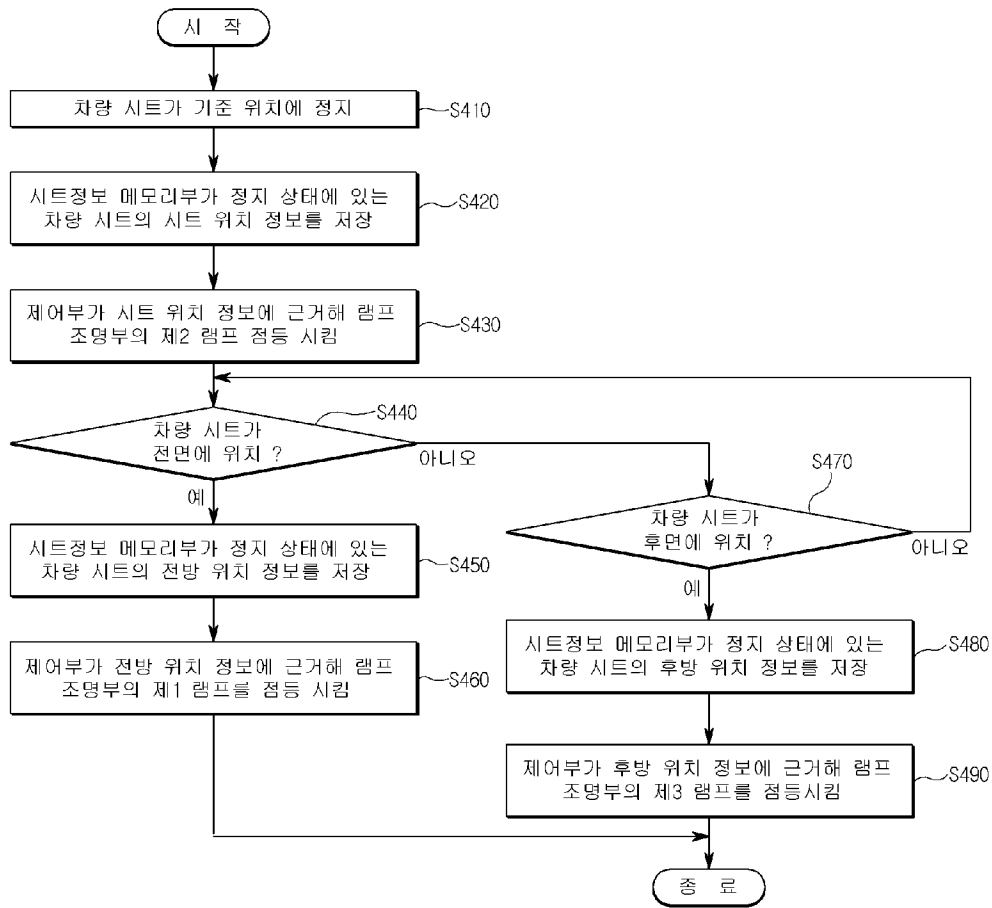 시 작
차량 시트가 기준 위치에 정지
S410
시트정보 메모리부가 정지 상태에 있는
차량 시트의 시트 위치 정보를 저장
S420
제어부가 시트 위치 정보에 근거해 램프
조명부의 제2 램프 점등 시킴
S430
S440
차량 시트가
전면에 위치 ?
아니오
예
S470
차량 시트가
후면에 위치 ?
아니오
예
시트정보 메모리부가 정지 상태에 있는
차량 시트의 전방 위치 정보를 저장
S450
제어부가 전방 위치 정보에 근거해 램프
조명부의 제1 램프를 점등 시킴
S460
시트정보 메모리부가 정지 상태에 있는
차량 시트의 후방 위치 정보를 저장
S480
제어부가 후방 위치 정보에 근거해 램프
조명부의 제3 램프를 점등시킴
S490
종 료